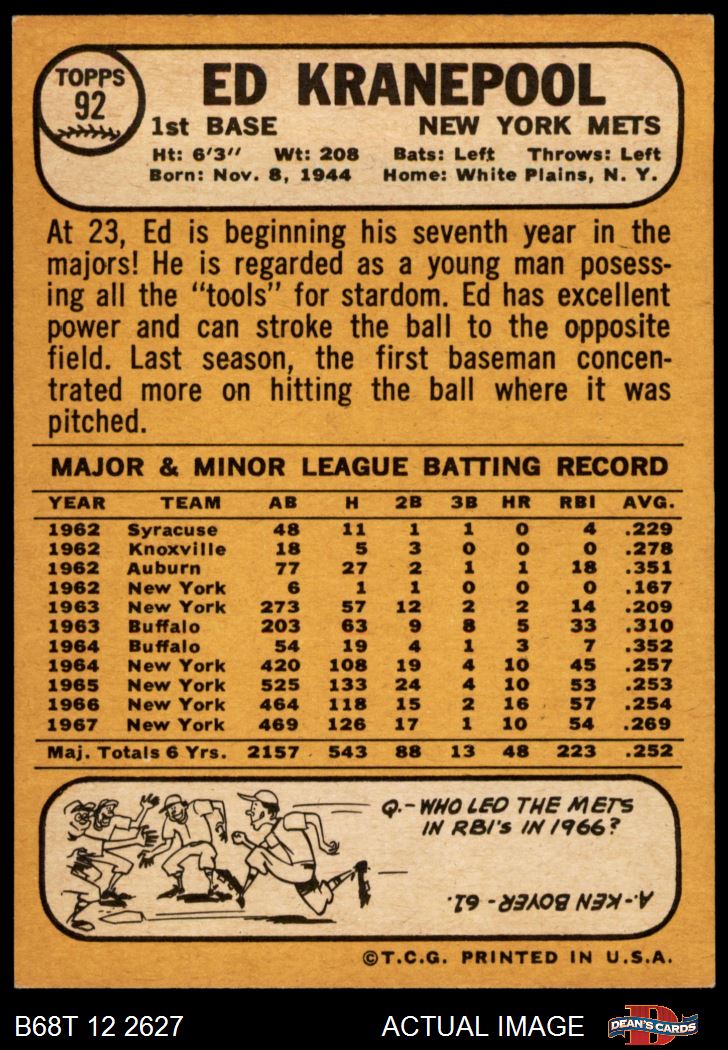 TOPPS
92
ED KRANEPOOL
1st BASE NEW YORK METS
Ht: 6'3" Wt: 208 Bats: Left Throws: Left
Born: Nov. 8, 1944 Home: White Plains, N. Y.
At 23, Ed is beginning his seventh year in the
majors! He is regarded as a young man posess-
ing all the "tools" for stardom. Ed has excellent
power and can stroke the ball to the opposite
field. Last season, the first baseman concen-
trated more on hitting the ball where it was
pitched.
MAJOR & MINOR LEAGUE BATTING RECORD
YEAR TEAM AB H 2B 3B HR RBI AVG.
1962 Syracuse 48 11 1 1 0 4 .229
1962 Knoxville 18 5 3 0 0 0 .278
1962 Auburn 77 27 2 1 1 18 .351
1962 New York 6 1 1 0 0 0 .167
1963 New York 273 57 12 2 2 14 .209
1963 Buffalo 203 63 9 8 5 33 .310
1964 Buffalo 54 19 4 1 3 7 .352
1964 New York 420 108 19 4 10 45 .257
1965 New York 525 133 24 4 10 53 .253
1966 New York 464 118 15 2 16 57 .254
1967 New York 469 126 17 1 10 54 .269
Maj. Totals 6 Yrs. 2157 543 88 13 48 223 .252
Q.-WHO LED THE METS
IN RBI'S IN 1966?
A-KEN BOYER-61.
©T.C.G. PRINTED IN U.S.A.
B68T 12 2627 ACTUAL IMAGE DEAN'S CARDS